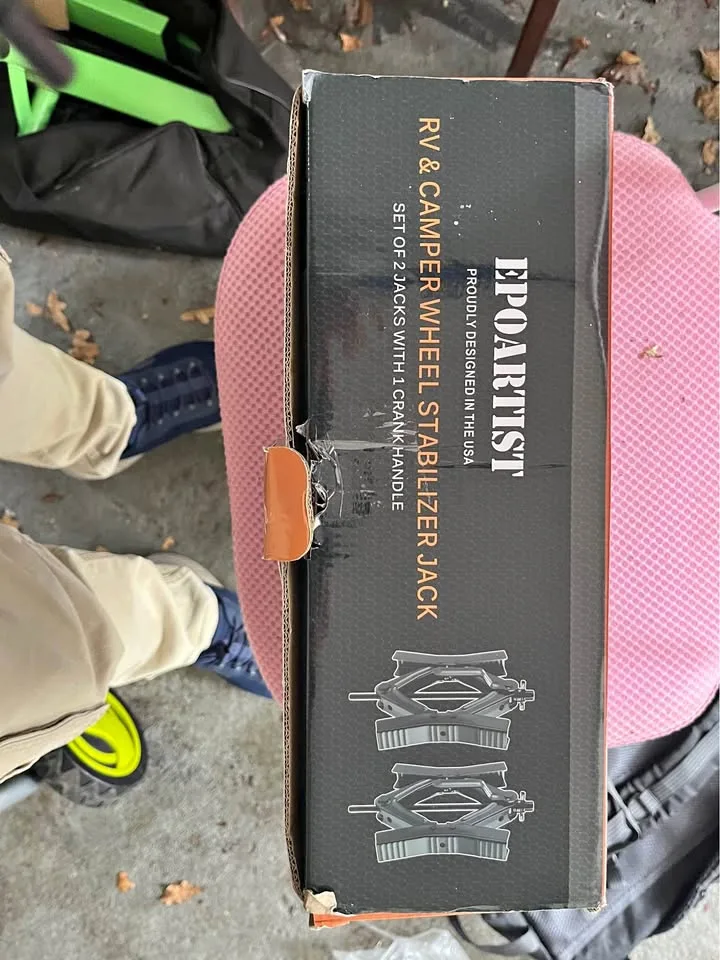 EPOARTIST
PROUDLY DESIGNED IN THE USA
RV & CAMPER WHEEL STABILIZER JACK
SET OF 2 JACKS WITH 1 CRANK HANDLE